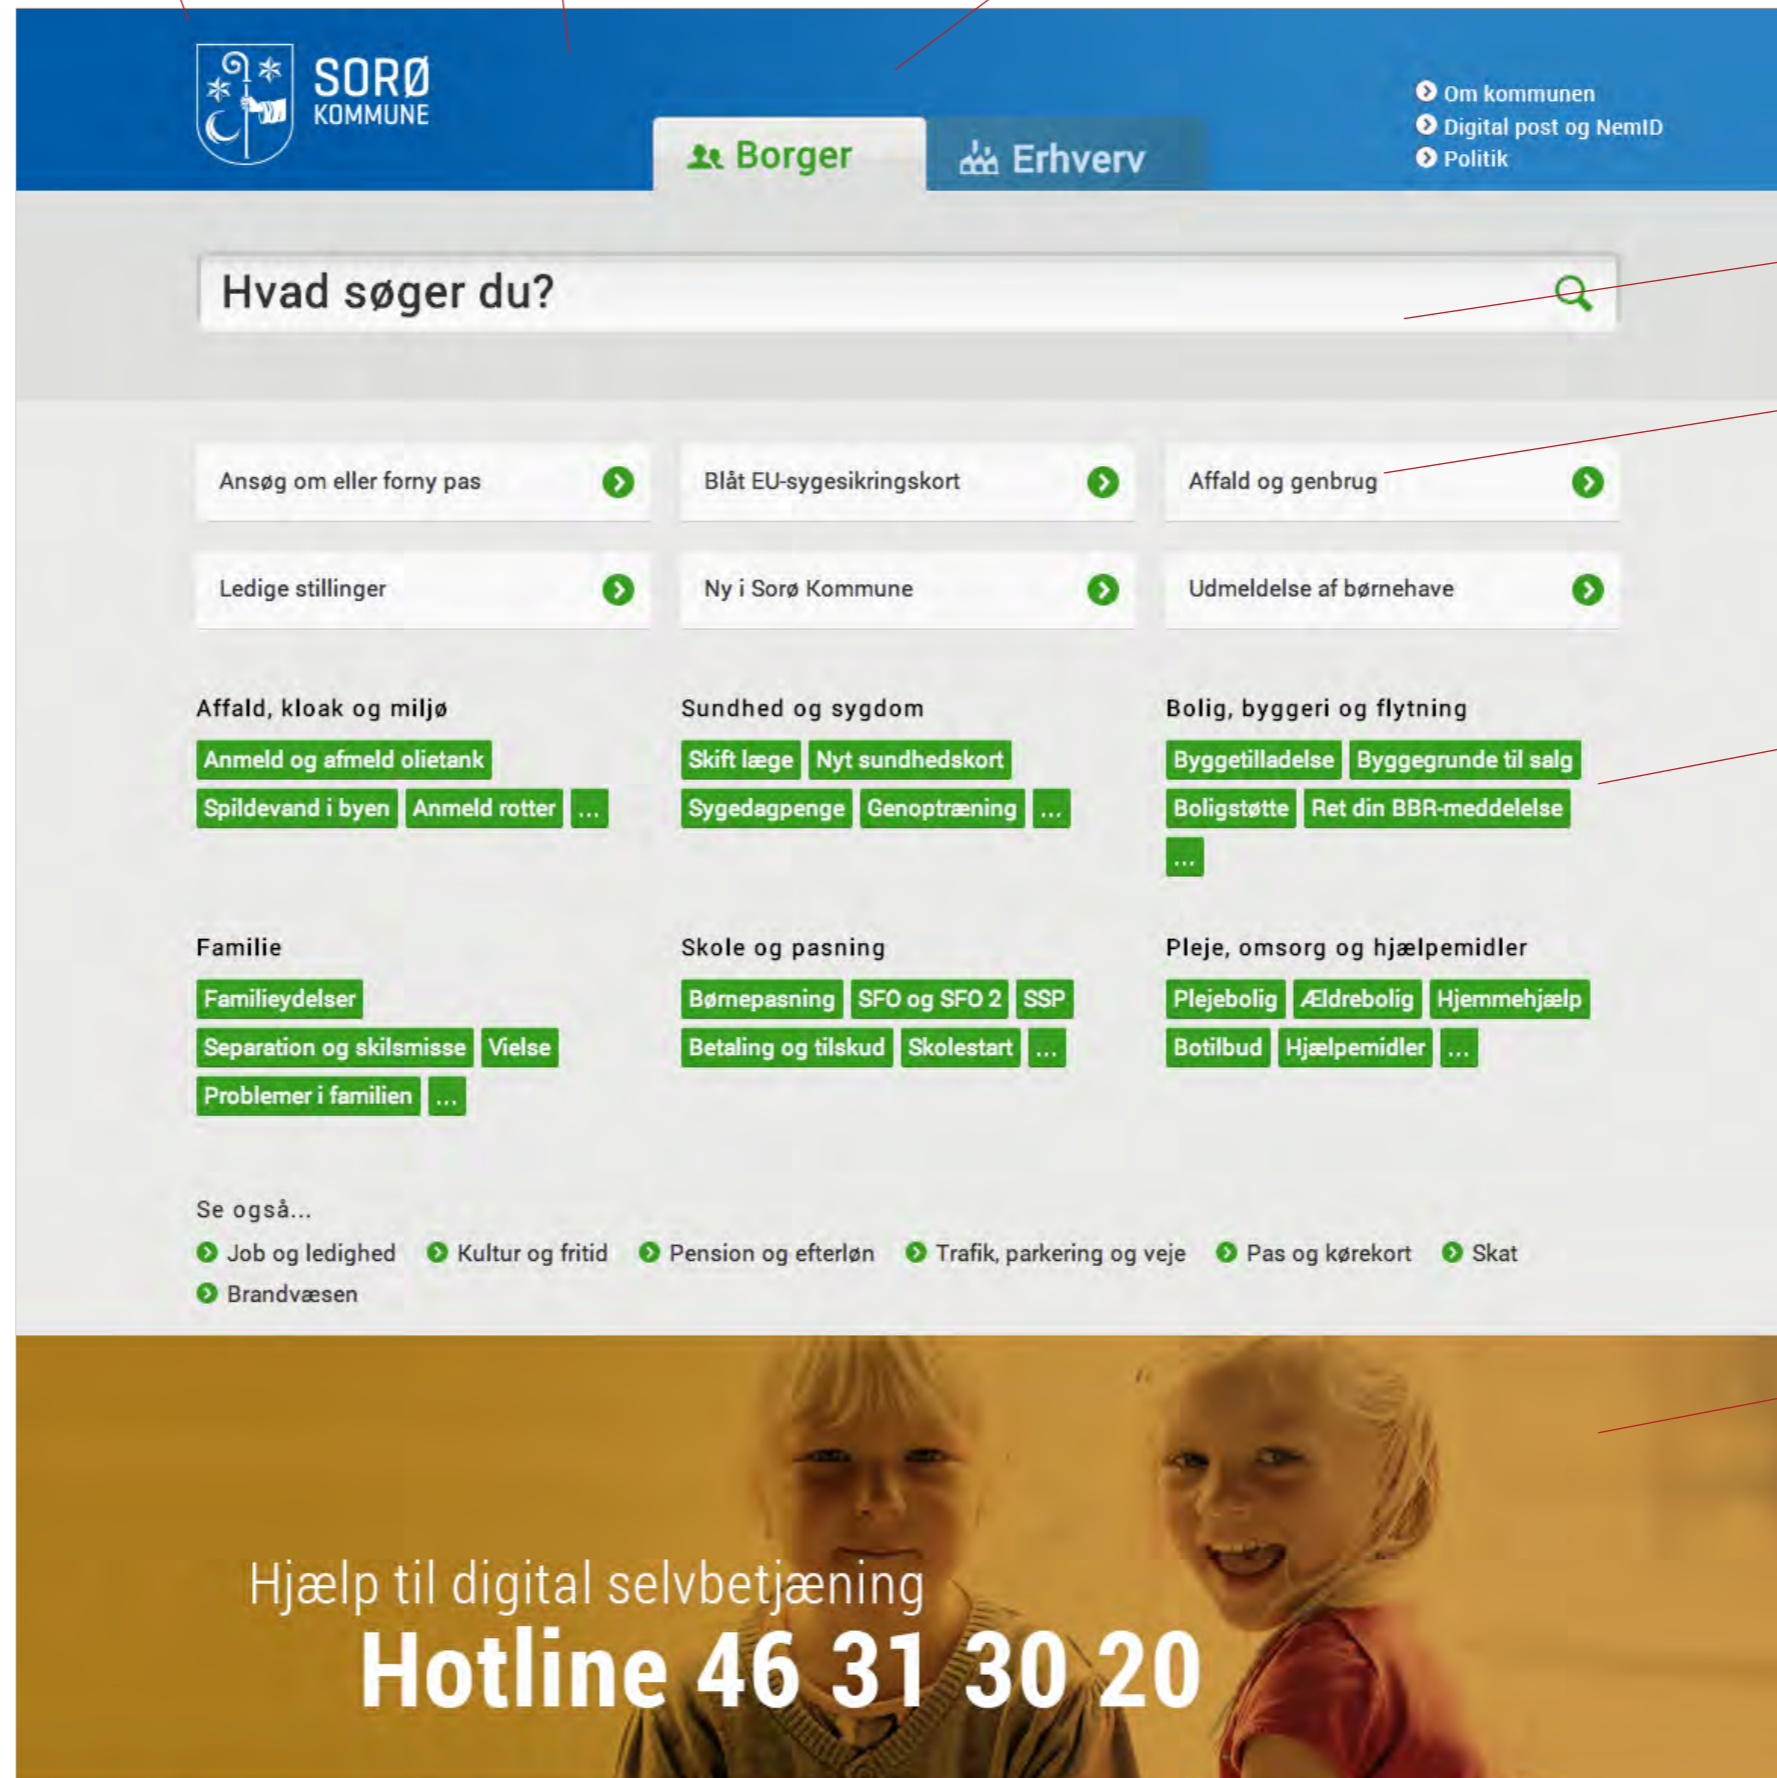 SORØ
KOMMUNE
Borger
Erhverv
Om kommunen
Digital post og NemID
Politik
Hvad søger du?
Ansøg om eller forny pas
Blåt EU-sygesikringskort
Affald og genbrug
Ledige stillinger
Ny i Sorø Kommune
Udmeldelse af børnehave
Affald, kloak og miljø
Anmeld og afmeld olietank
Spildevand i byen Anmeld rotter ...
Sundhed og sygdom
Skift læge Nyt sundhedskort
Sygedagpenge Genoptræning ...
Bolig, byggeri og flytning
Byggetilladelse Byggegrunde til salg
Boligstøtte Ret din BBR-meddelelse
...
Familie
Familieydelser
Separation og skilsmisse Vielse
Problemer i familien ...
Skole og pasning
Børnepasning SFO og SFO 2 SSP
Betaling og tilskud Skolestart ...
Pleje, omsorg og hjælpemidler
Plejebolig Ældrebolig Hjemmehjælp
Botilbud Hjælpemidler ...
Se også...
Job og ledighed Kultur og fritid Pension og efterløn Trafik, parkering og veje Pas og kørekort Skat
Brandvæsen
Hjælp til digital selvbetjæning
Hotline 46 31 30 20